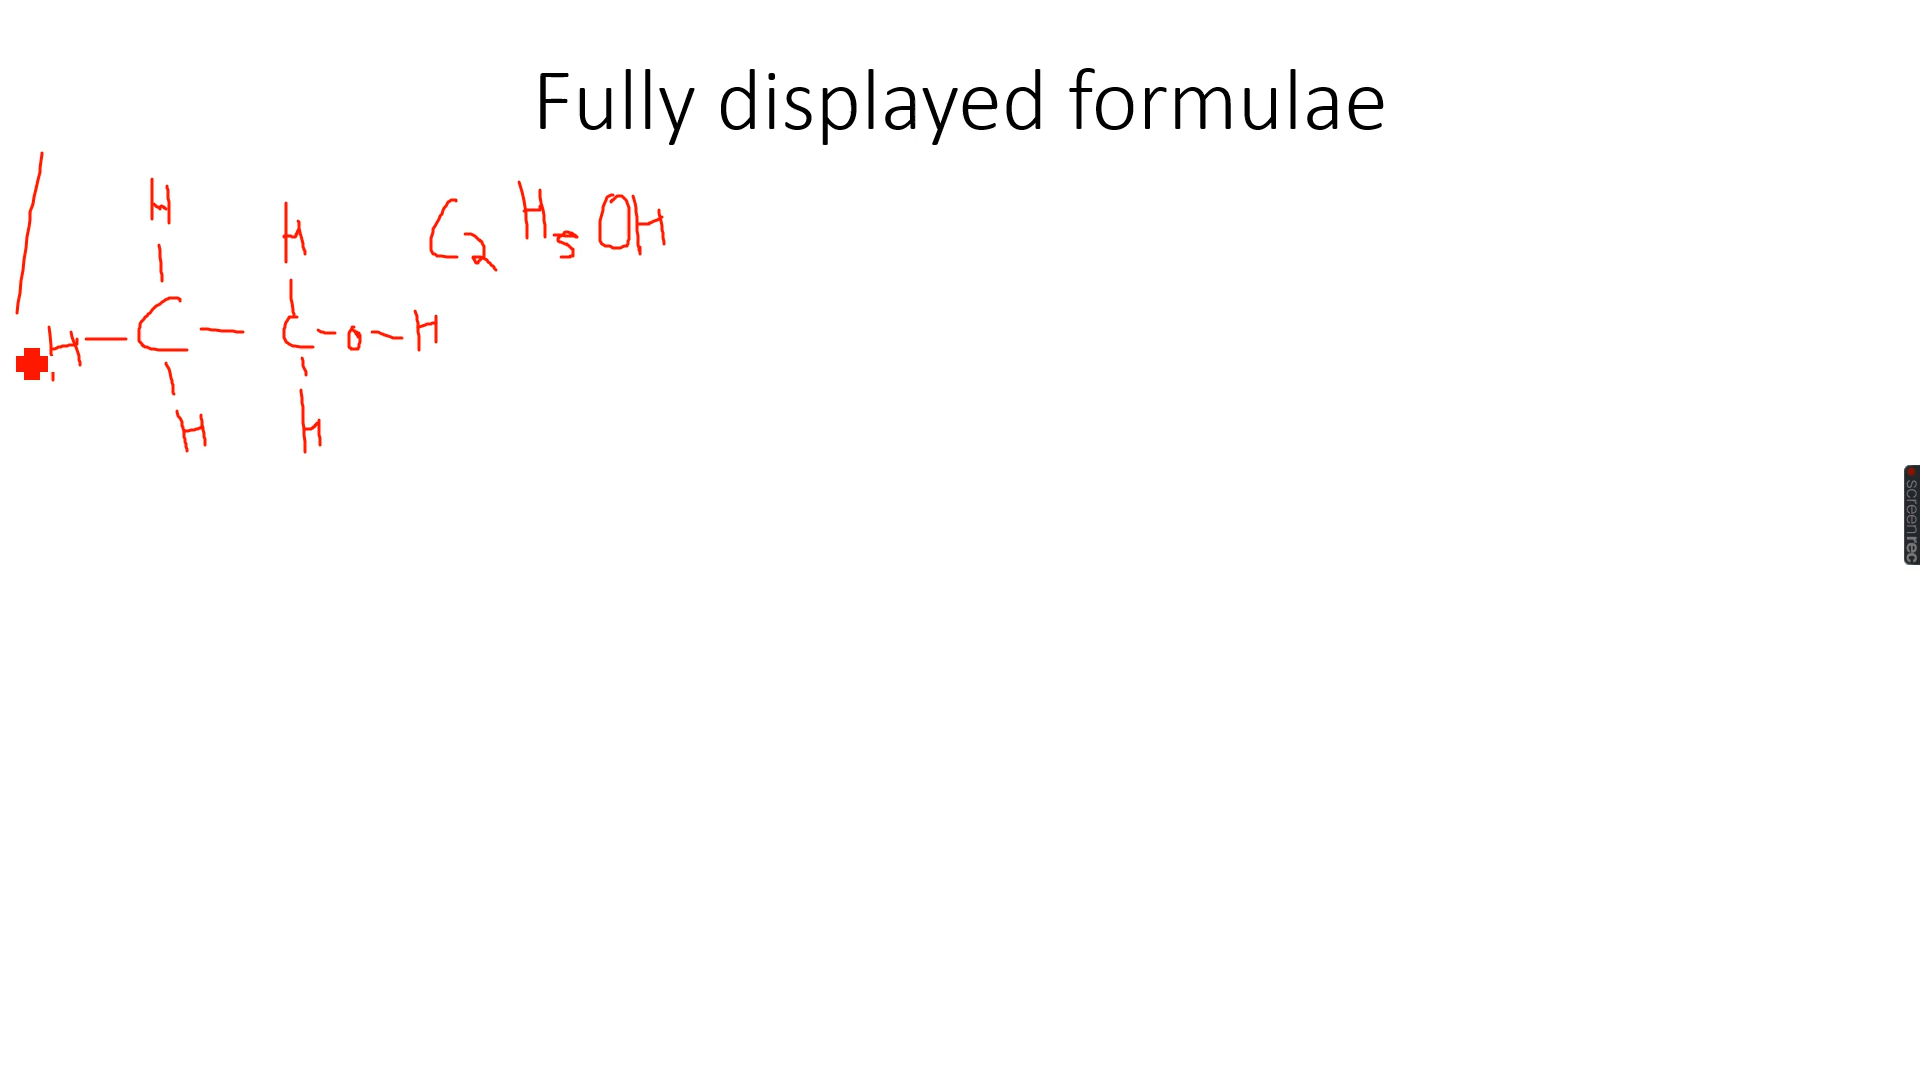 Fully displayed formulae
H H C2H5OH
H—C—C-O-H
H H
screenrec